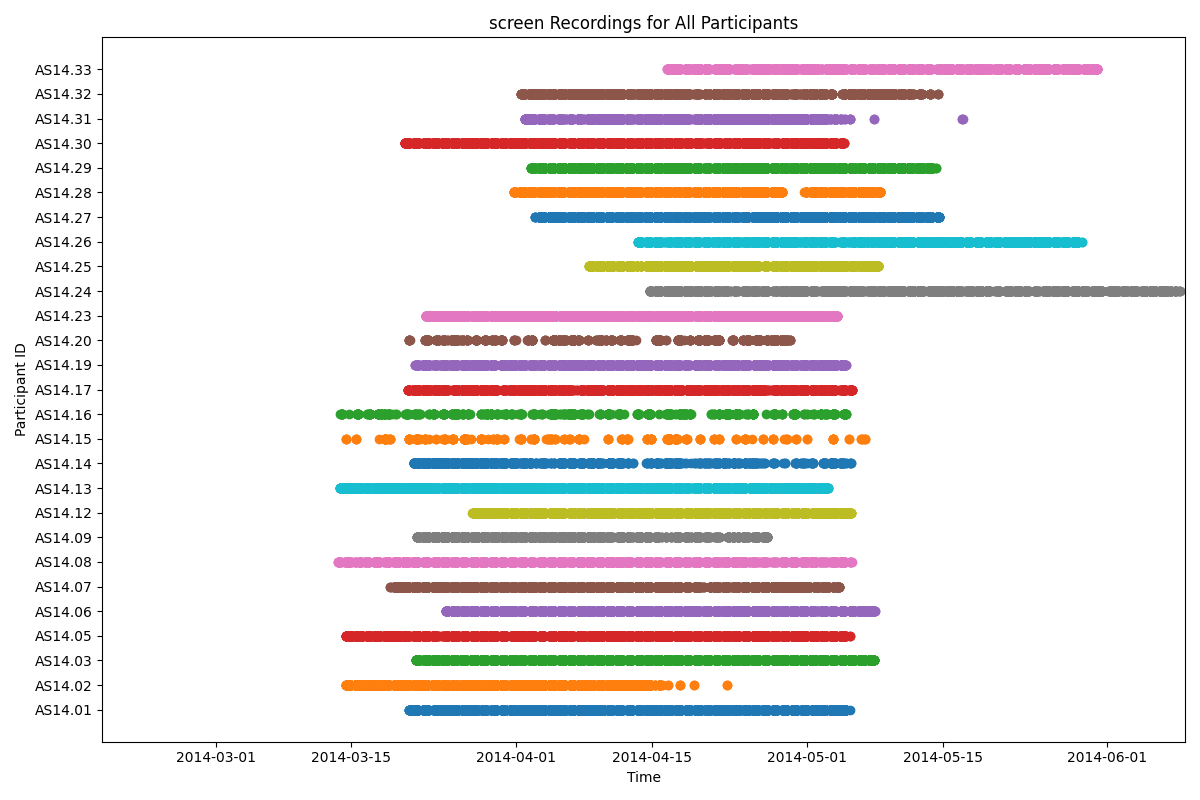 screen Recordings for All Participants
Participant ID
AS14.33
AS14.32
AS14.31
AS14.30
AS14.29
AS14.28
AS14.27
AS14.26
AS14.25
AS14.24
AS14.23
AS14.20
AS14.19
AS14.17
AS14.16
AS14.15
AS14.14
AS14.13
AS14.12
AS14.09
AS14.08
AS14.07
AS14.06
AS14.05
AS14.03
AS14.02
AS14.01
2014-03-01 2014-03-15 2014-04-01 2014-04-15 2014-05-01 2014-05-15 2014-06-01
Time